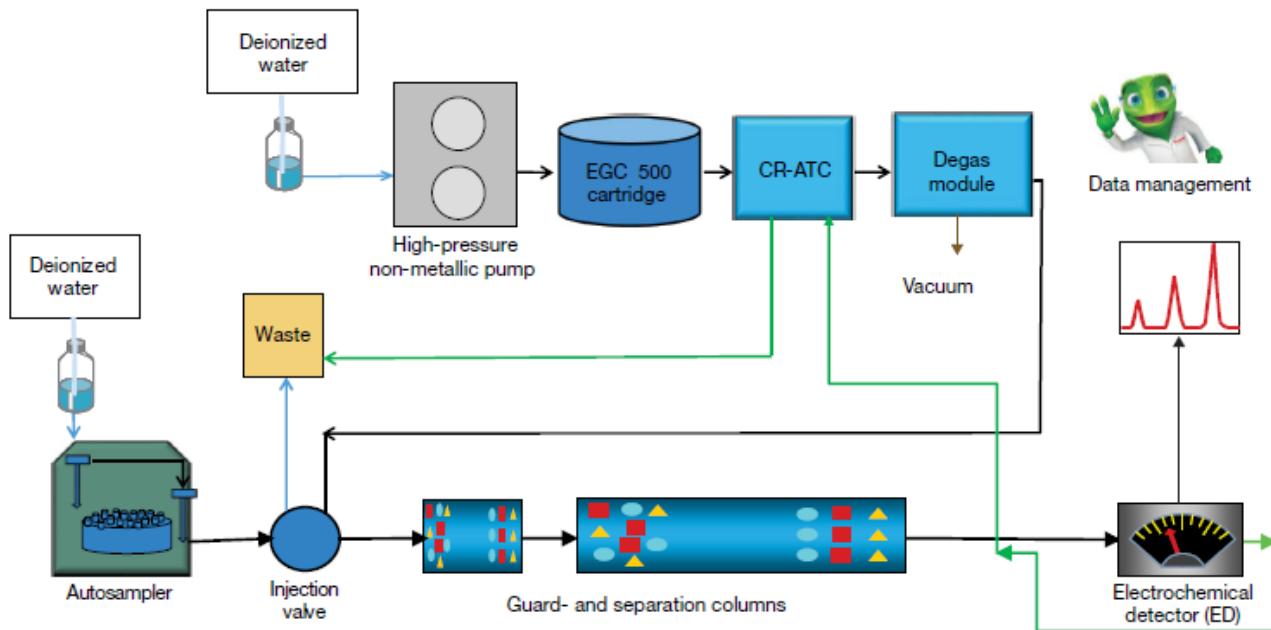 Deionized
water
High-pressure
non-metallic pump
EGC 500
cartridge
CR-ATC
Degas
module
Vacuum
Data management
Deionized
water
Waste
Autosampler
Injection
valve
Guard- and separation columns
Electrochemical
detector (ED)